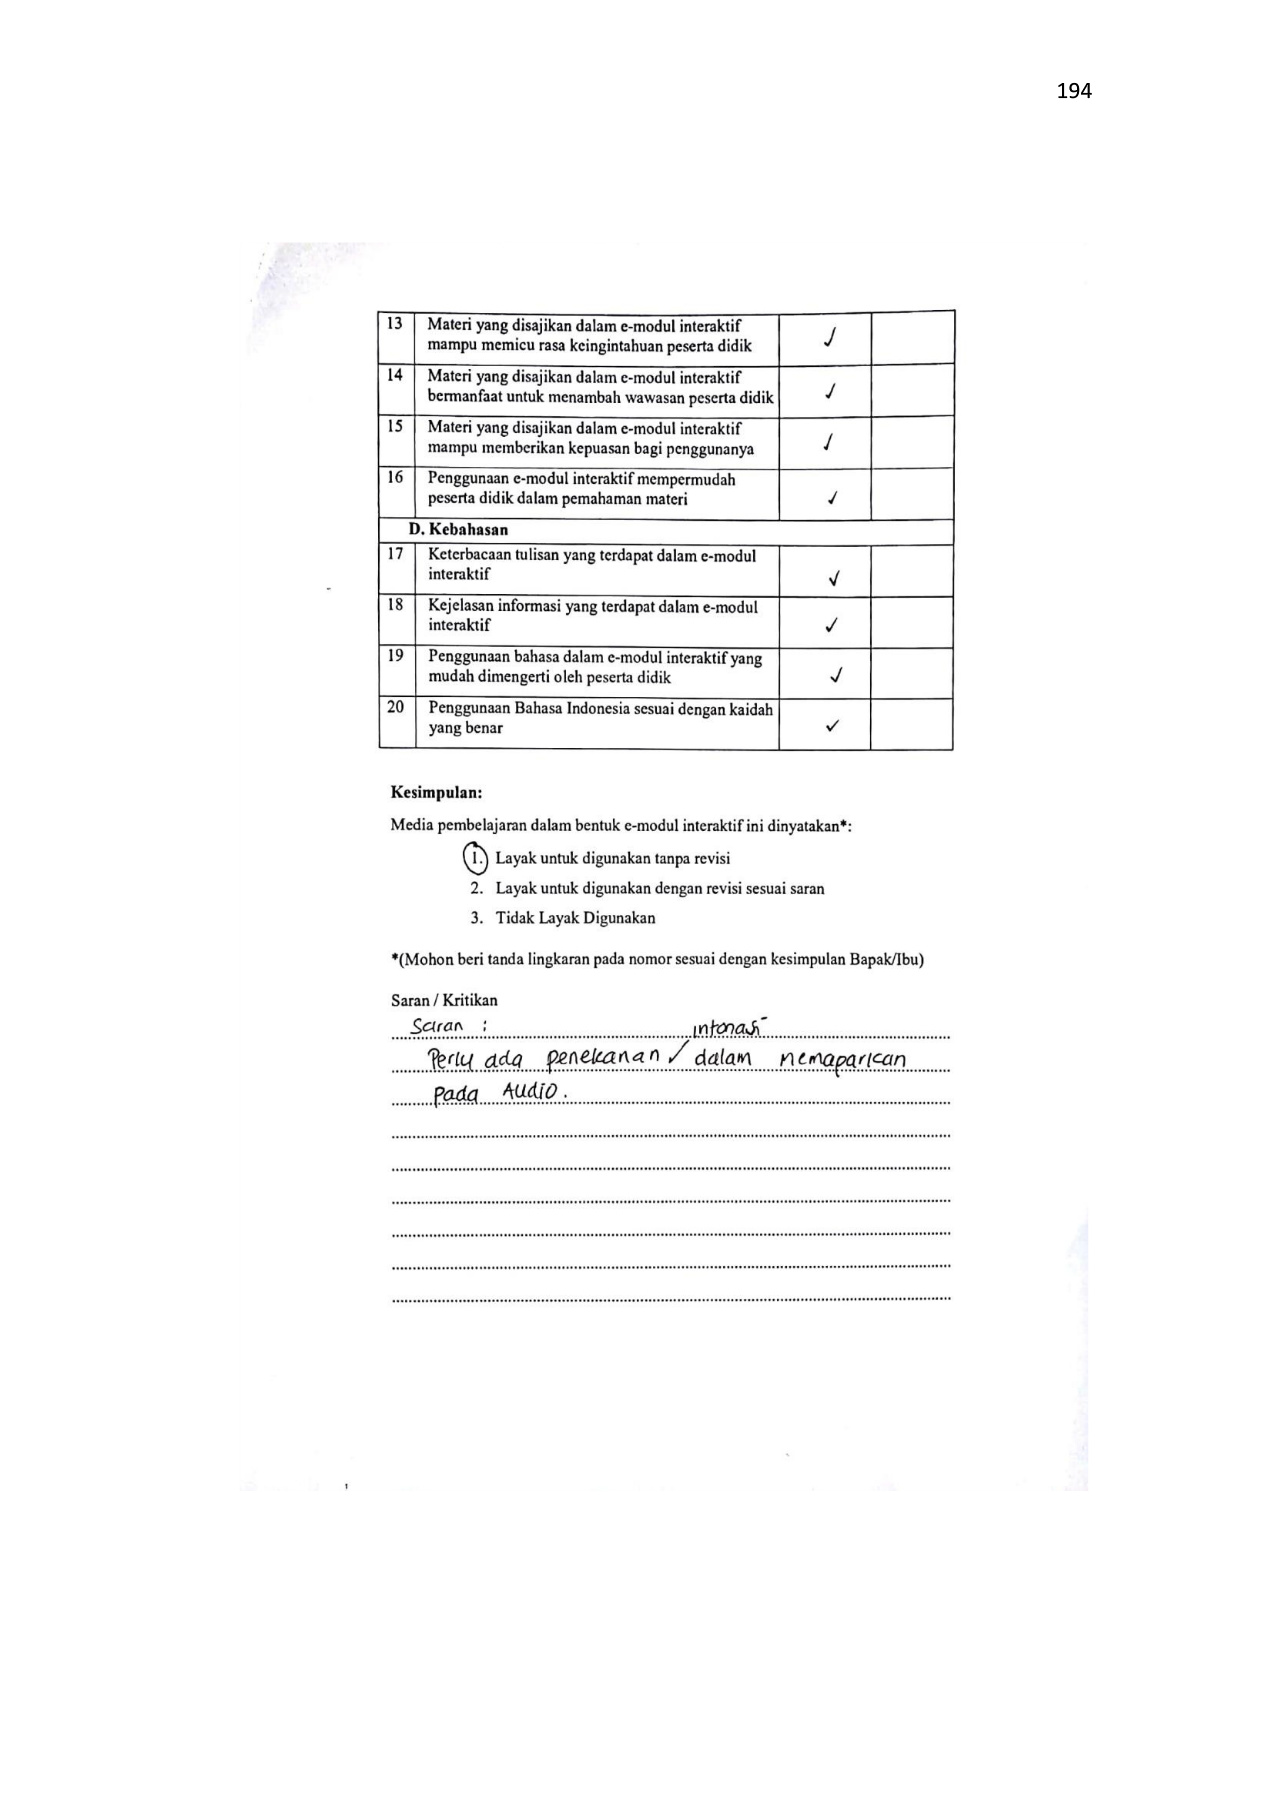 194
13 Materi yang disajikan dalam e-modul interaktif
mampu memicu rasa keingintahuan peserta didik ✓
14 Materi yang disajikan dalam e-modul interaktif
bermanfaat untuk menambah wawasan peserta didik ✓
15 Materi yang disajikan dalam e-modul interaktif
mampu memberikan kepuasan bagi penggunanya ✓
16 Penggunaan e-modul interaktif mempermudah
peserta didik dalam pemahaman materi ✓
D. Kebahasan
17 Keterbacaan tulisan yang terdapat dalam e-modul
interaktif ✓
18 Kejelasan informasi yang terdapat dalam e-modul
interaktif ✓
19 Penggunaan bahasa dalam e-modul interaktif yang
mudah dimengerti oleh peserta didik ✓
20 Penggunaan Bahasa Indonesia sesuai dengan kaidah
yang benar ✓
Kesimpulan:
Media pembelajaran dalam bentuk e-modul interaktif ini dinyatakan*:
1. Layak untuk digunakan tanpa revisi
2. Layak untuk digunakan dengan revisi sesuai saran
3. Tidak Layak Digunakan
*(Mohon beri tanda lingkaran pada nomor sesuai dengan kesimpulan Bapak/Ibu)
Saran / Kritikan
Saran :
intonasi
Perlu ada penekanan / dalam memaparkan
pada Audio.